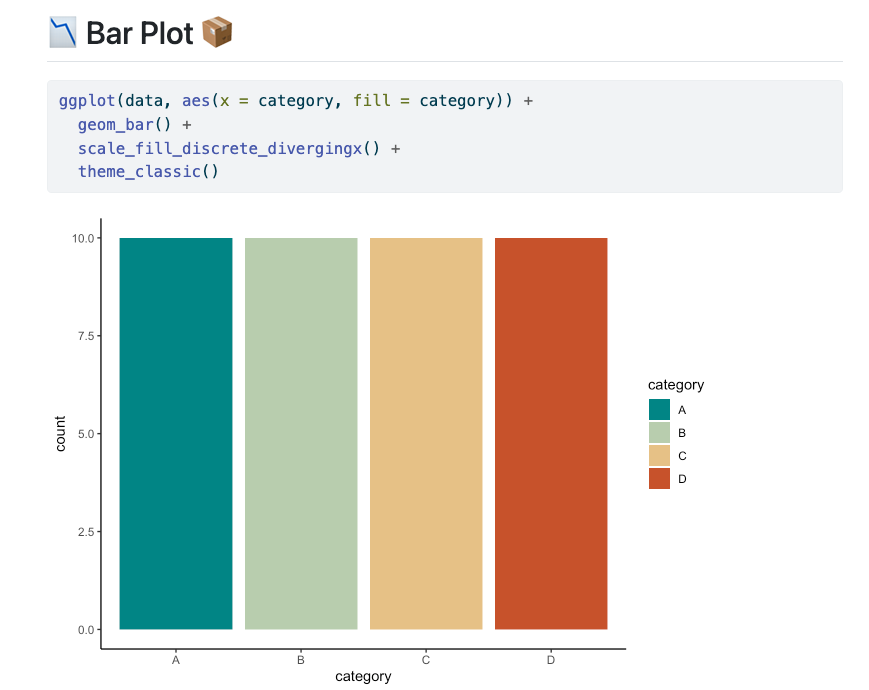 📉 Bar Plot 📦
ggplot(data, aes(x = category, fill = category)) +
  geom_bar() +
  scale_fill_discrete_divergingx() +
  theme_classic()
10.0
7.5
5.0
2.5
0.0
count
A
B
C
D
category
category
A
B
C
D